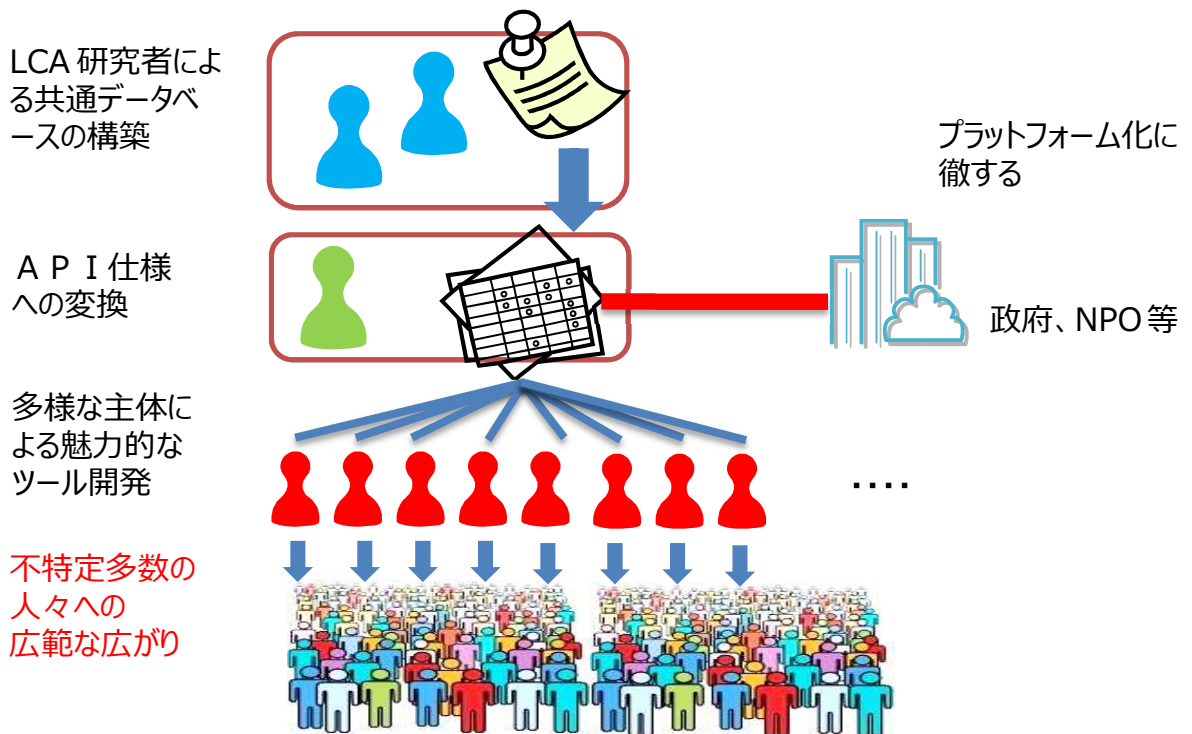 LCA 研究者によ
る共通データベ
ースの構築
プラットフォーム化に
徹する
ＡＰＩ仕様
への変換
政府、NPO 等
多様な主体に
よる魅力的な
ツール開発
‥‥
不特定多数の
人々への
広範な広がり